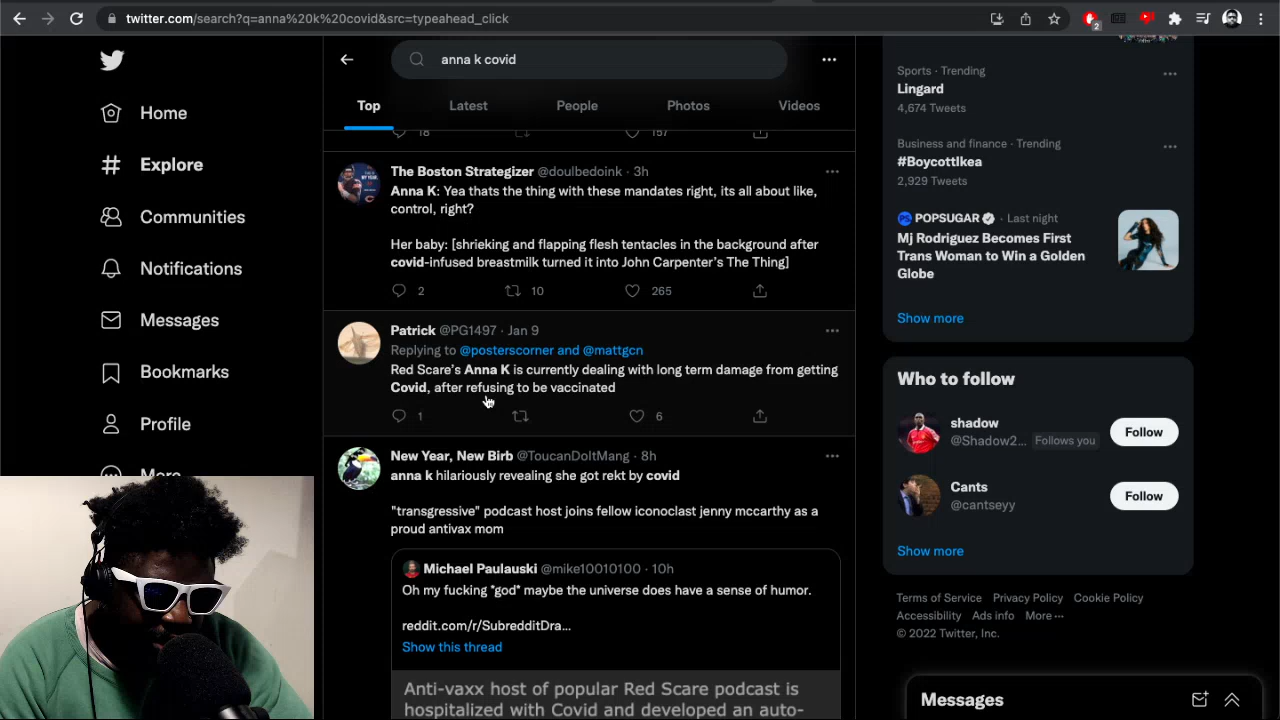 twitter.com/search?q=anna%20k%20covid&src=typeahead_click
2
Home
Explore
Communities
Notifications
Messages
Bookmarks
Profile
More
anna k covid
Top
Latest
People
Photos
Videos
18
157
The Boston Strategizer @doulbedoink · 3h
Anna K: Yea thats the thing with these mandates right, its all about like,
control, right?
Her baby: [shrieking and flapping flesh tentacles in the background after
covid-infused breastmilk turned it into John Carpenter's The Thing]
2
10
265
Patrick @PG1497 · Jan 9
Replying to @posterscorner and @mattgcn
Red Scare's Anna K is currently dealing with long term damage from getting
Covid, after refusing to be vaccinated
1
6
New Year, New Birb @ToucanDoItMang · 8h
anna k hilariously revealing she got rekt by covid
"transgressive" podcast host joins fellow iconoclast jenny mccarthy as a
proud antivax mom
Michael Paulauski @mike10010100 · 10h
Oh my fucking *god* maybe the universe does have a sense of humor.
reddit.com/r/SubredditDra...
Show this thread
Anti-vaxx host of popular Red Scare podcast is
hospitalized with Covid and developed an auto-
Sports · Trending
Lingard
4,674 Tweets
Business and finance · Trending
#BoycottIkea
2,929 Tweets
POPSUGAR · Last night
Mj Rodriguez Becomes First
Trans Woman to Win a Golden
Globe
Show more
Who to follow
shadow
@Shadow2... Follows you
Follow
Cants
@cantseyy
Follow
Show more
Terms of Service Privacy Policy Cookie Policy
Accessibility Ads info More ···
© 2022 Twitter, Inc.
Messages